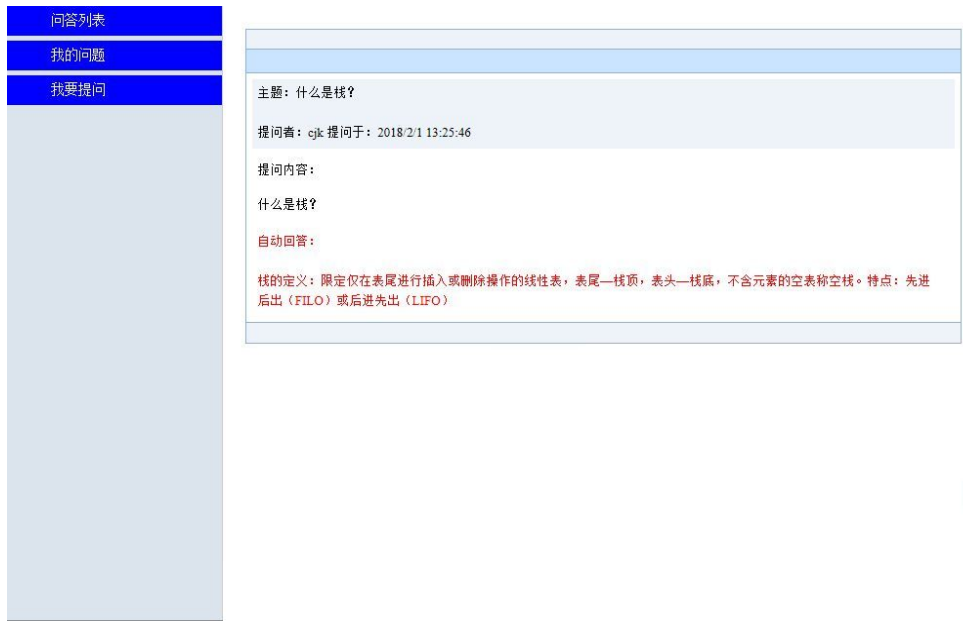 问答列表
我的问题
我要提问
主题：什么是栈？
提问者：cjk 提问于：2018/2/1 13:25:46
提问内容：
什么是栈？
自动回答：
栈的定义：限定仅在表尾进行插入或删除操作的线性表，表尾—栈顶，表头—栈底，不含元素的空表称空栈。特点：先进
后出（FILO）或后进先出（LIFO）